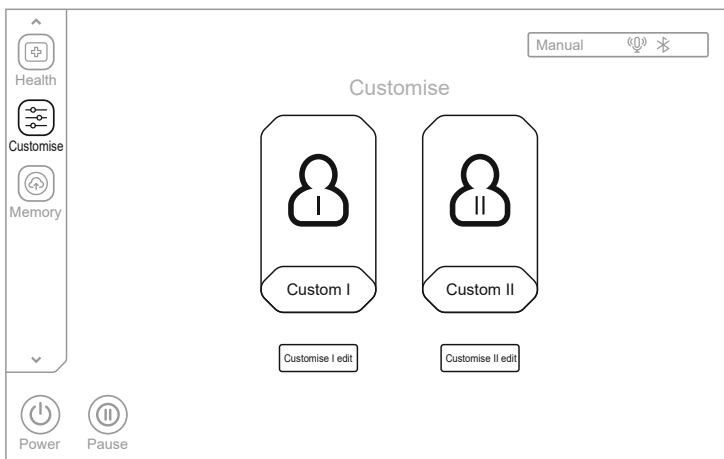 Health
Customise
Memory
Manual
Customise
I
II
Custom I
Custom II
Customise I edit
Customise II edit
Power
Pause